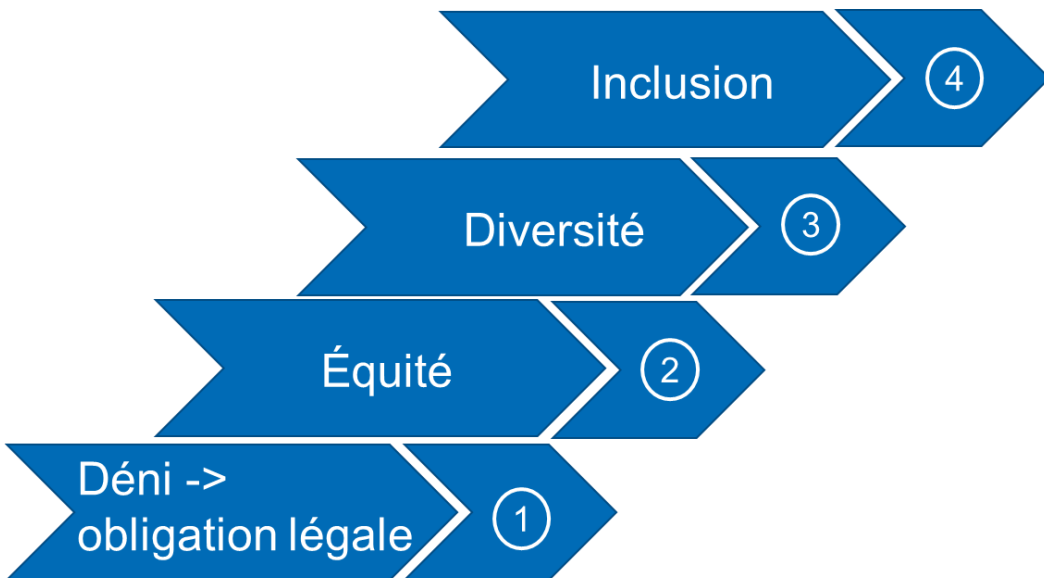 Inclusion 4
Diversité 3
Équité 2
Déni ->
obligation légale 1